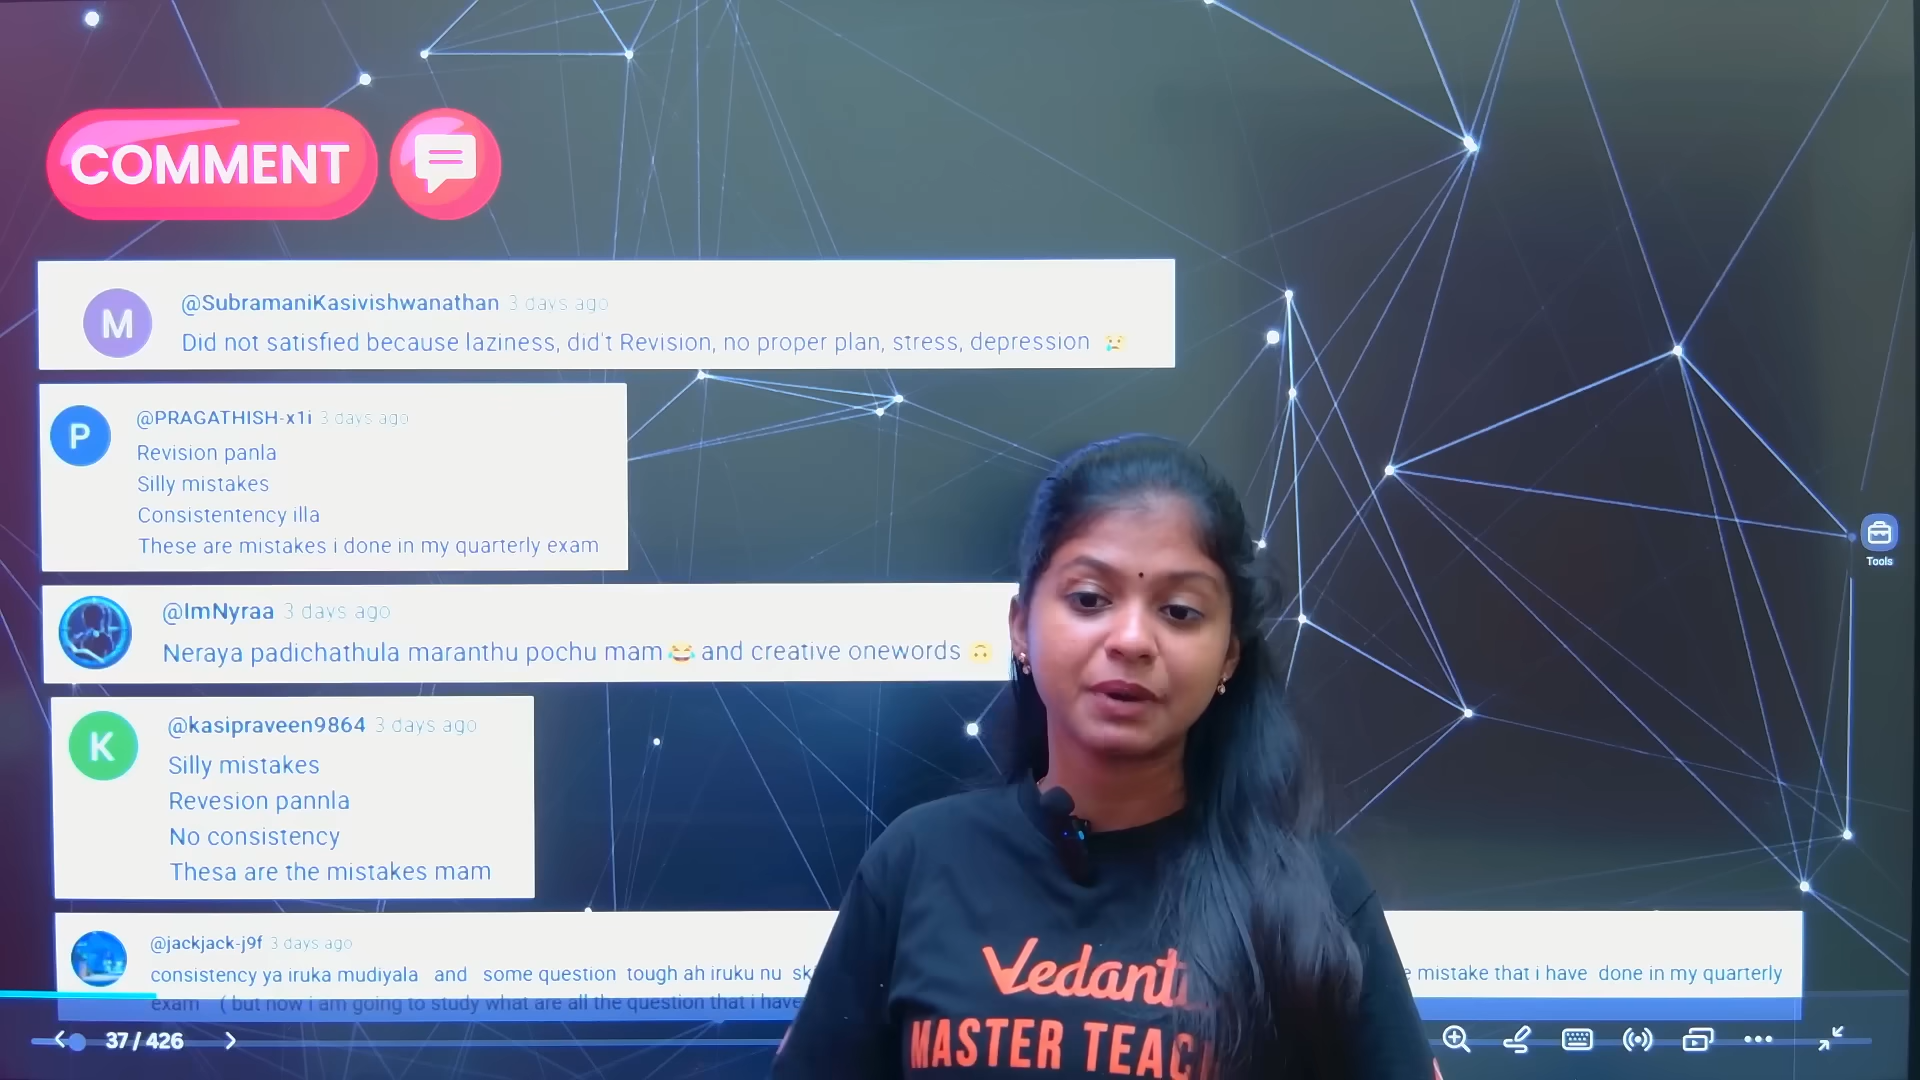 COMMENT
M
@SubramaniKasivishwanathan 3 days ago
Did not satisfied because laziness, did't Revision, no proper plan, stress, depression 😢
P
@PRAGATHISH-x1i 3 days ago
Revision panla
Silly mistakes
Consistentency illa
These are mistakes i done in my quarterly exam
@ImNyraa 3 days ago
Neraya padichathula maranthu pochu mam 😂 and creative onewords 🙃
K
@kasipraveen9864 3 days ago
Silly mistakes
Revesion pannla
No consistency
Thesa are the mistakes mam
@jackjack-j9f 3 days ago
consistency ya iruka mudiyala and some question tough ah iruku nu mistake that i have done in my quarterly
exam ( but now i am going to study what are all the question that i have
Tools
37 / 426
Vedant
MASTER TEAC